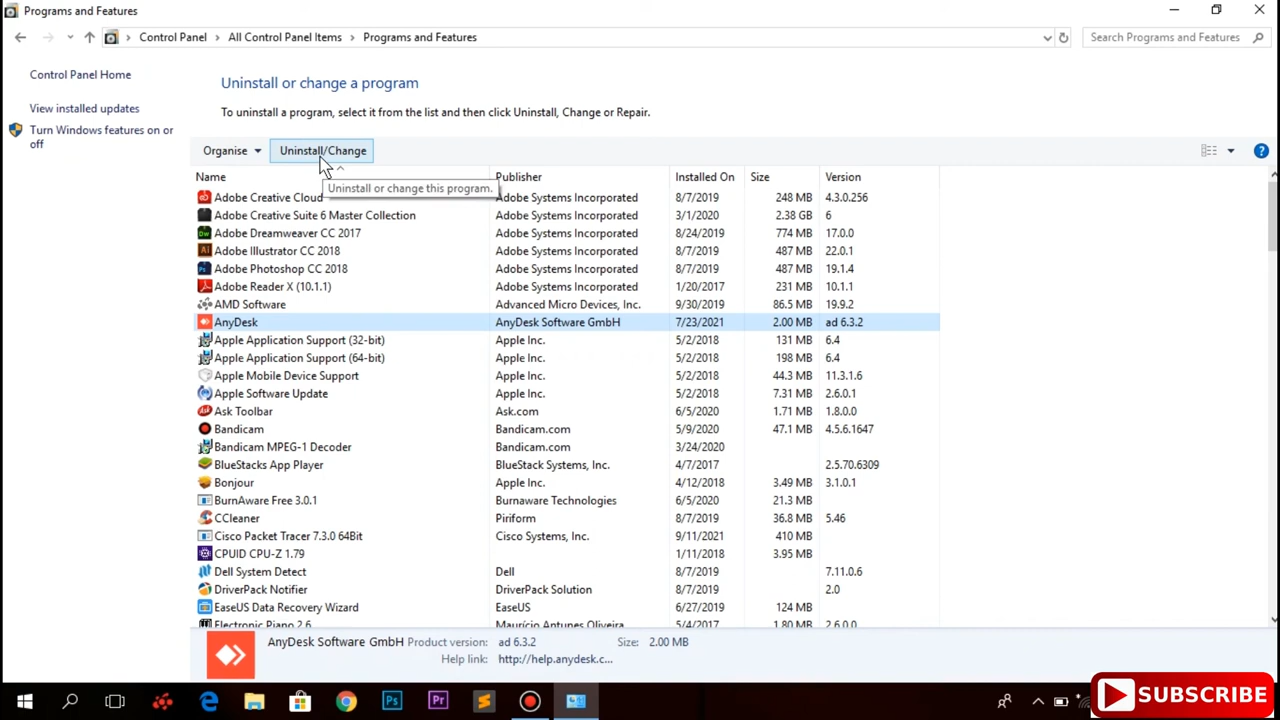 Programs and Features
Control Panel All Control Panel Items Programs and Features Search Programs and Features
Control Panel Home
View installed updates
Turn Windows features on or off
Uninstall or change a program
To uninstall a program, select it from the list and then click Uninstall, Change or Repair.
Organise Uninstall/Change
Uninstall or change this program.
Name Publisher Installed On Size Version
Adobe Creative Cloud Adobe Systems Incorporated 8/7/2019 248 MB 4.3.0.256
Adobe Creative Suite 6 Master Collection Adobe Systems Incorporated 3/1/2020 2.38 GB 6
Adobe Dreamweaver CC 2017 Adobe Systems Incorporated 8/24/2019 774 MB 17.0.0
Adobe Illustrator CC 2018 Adobe Systems Incorporated 8/7/2019 487 MB 22.0.1
Adobe Photoshop CC 2018 Adobe Systems Incorporated 8/7/2019 487 MB 19.1.4
Adobe Reader X (10.1.1) Adobe Systems Incorporated 1/20/2017 231 MB 10.1.1
AMD Software Advanced Micro Devices, Inc. 9/30/2019 86.5 MB 19.9.2
AnyDesk AnyDesk Software GmbH 7/23/2021 2.00 MB ad 6.3.2
Apple Application Support (32-bit) Apple Inc. 5/2/2018 131 MB 6.4
Apple Application Support (64-bit) Apple Inc. 5/2/2018 198 MB 6.4
Apple Mobile Device Support Apple Inc. 5/2/2018 44.3 MB 11.3.1.6
Apple Software Update Apple Inc. 5/2/2018 7.31 MB 2.6.0.1
Ask Toolbar Ask.com 6/5/2020 1.71 MB 1.8.0.0
Bandicam Bandicam.com 5/9/2020 47.1 MB 4.5.6.1647
Bandicam MPEG-1 Decoder Bandicam.com 3/24/2020
BlueStacks App Player BlueStack Systems, Inc. 4/7/2017 2.5.70.6309
Bonjour Apple Inc. 4/12/2018 3.49 MB 3.1.0.1
BurnAware Free 3.0.1 Burnaware Technologies 6/5/2020 21.3 MB
CCleaner Piriform 8/7/2019 36.8 MB 5.46
Cisco Packet Tracer 7.3.0 64Bit Cisco Systems, Inc. 9/11/2021 410 MB
CPUID CPU-Z 1.79 1/11/2018 3.95 MB
Dell System Detect Dell 8/7/2019 7.11.0.6
DriverPack Notifier DriverPack Solution 8/7/2019 2.0
EaseUS Data Recovery Wizard EaseUS 6/27/2019 124 MB
Electronic Piano 2.6 Maurício Antunes Oliveira 5/4/2017 1.80 MB 2.6.0.0
AnyDesk Software GmbH Product version: ad 6.3.2 Size: 2.00 MB
Help link: http://help.anydesk.c...
SUBSCRIBE